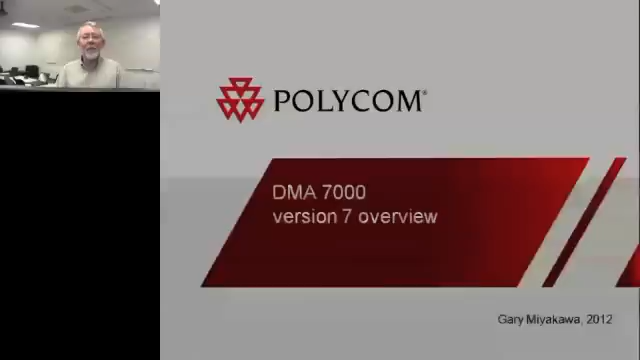 POLYCOM®
DMA 7000
version 7 overview
Gary Miyakawa, 2012